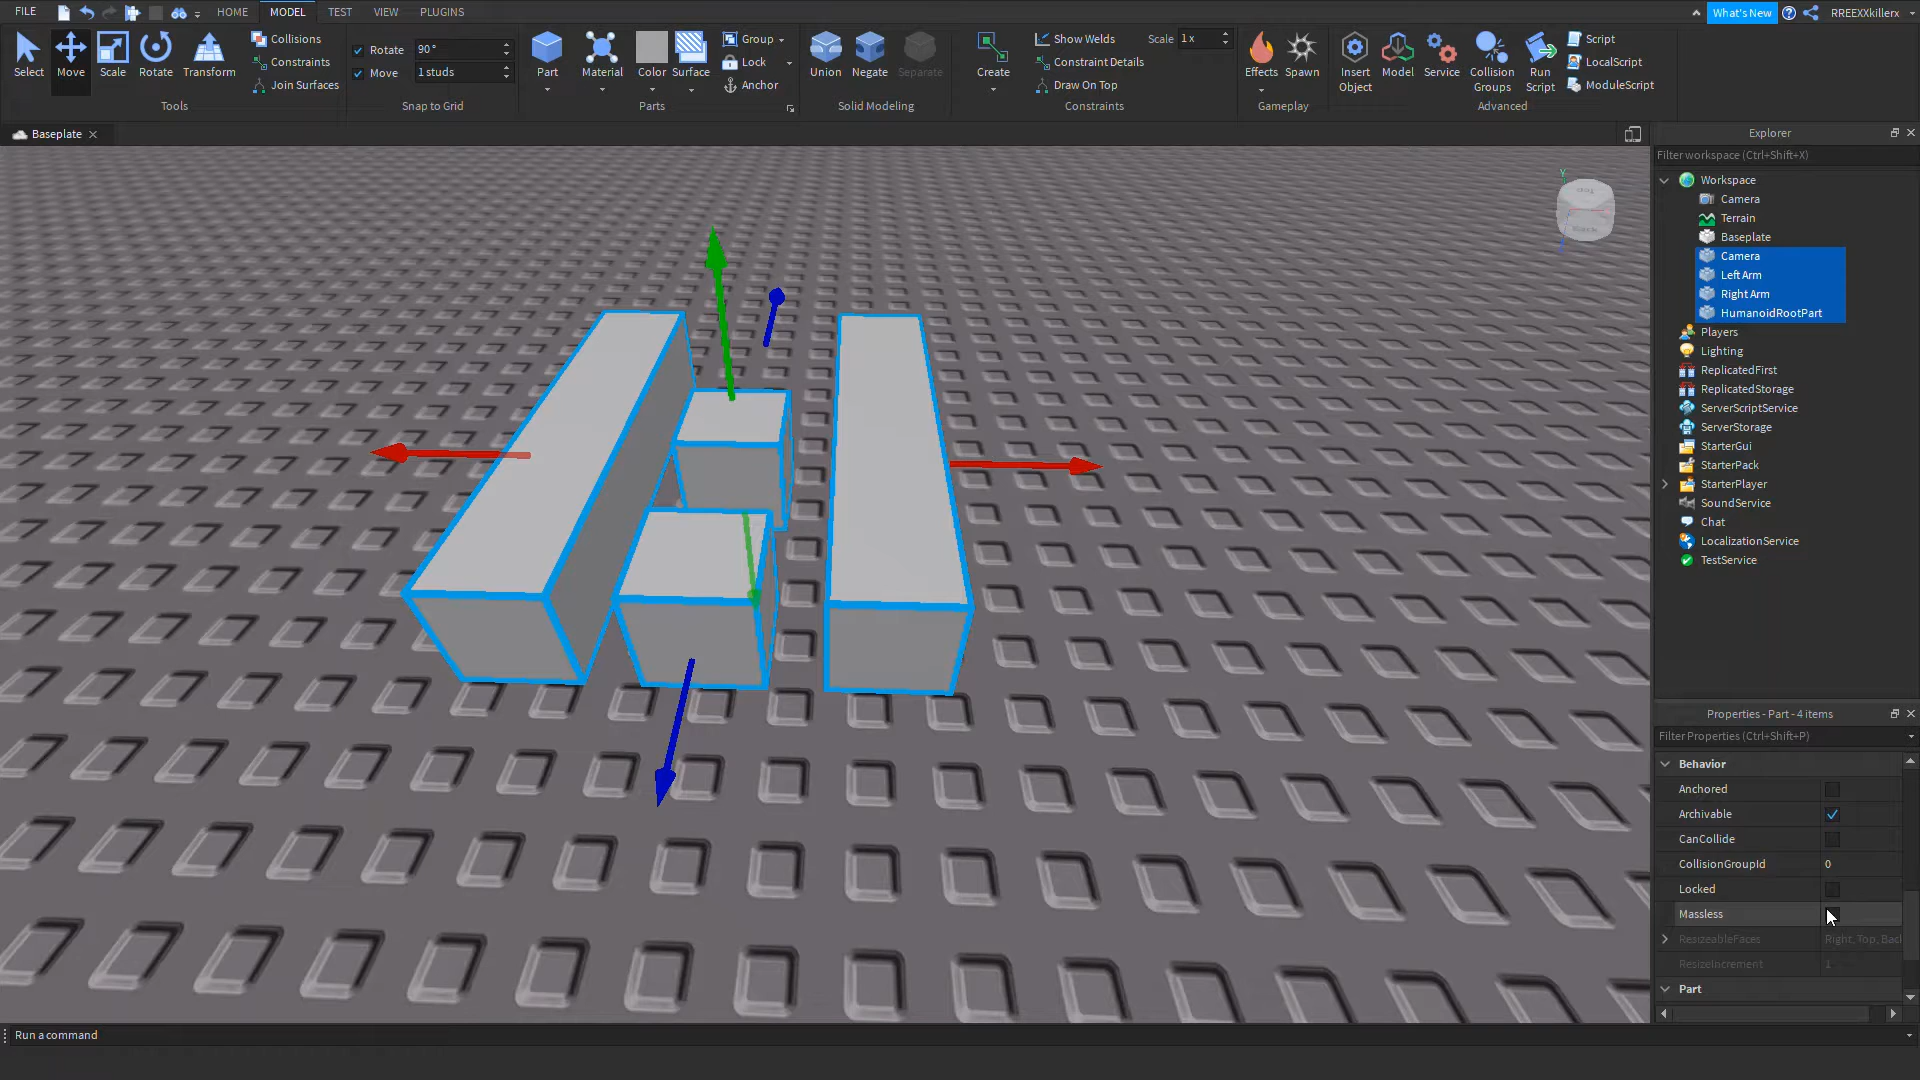 FILE HOME MODEL TEST VIEW PLUGINS What's New RREEXXkillerx
Select Move Scale Rotate Transform
Collisions
Constraints
Join Surfaces
Tools
Rotate 90°
Move 1 studs
Snap to Grid
Part Material Color Surface
Group
Lock
Anchor
Parts
Union Negate Separate
Solid Modeling
Create
Show Welds
Constraint Details
Draw On Top
Scale 1x
Constraints
Effects Spawn
Gameplay
Insert Object
Model
Service
Collision Groups
Run Script
Script
LocalScript
ModuleScript
Advanced
Baseplate
Y
Explorer
Filter workspace (Ctrl+Shift+X)
Workspace
Camera
Terrain
Baseplate
Camera
Left Arm
Right Arm
HumanoidRootPart
Players
Lighting
ReplicatedFirst
ReplicatedStorage
ServerScriptService
ServerStorage
StarterGui
StarterPack
StarterPlayer
SoundService
Chat
LocalizationService
TestService
Properties - Part - 4 items
Filter Properties (Ctrl+Shift+P)
Behavior
Anchored
Archivable
CanCollide
CollisionGroupId 0
Locked
Massless
ResizeableFaces Right, Top, Bac
ResizeIncrement 1
Part
Run a command